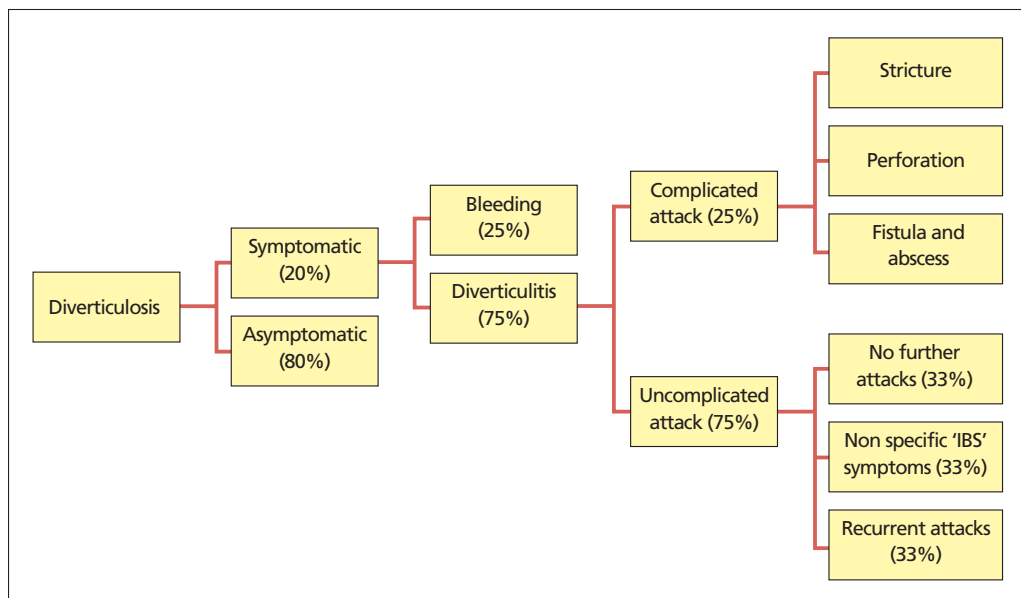 Diverticulosis
Symptomatic
(20%)
Asymptomatic
(80%)
Bleeding
(25%)
Diverticulitis
(75%)
Complicated
attack (25%)
Uncomplicated
attack (75%)
Stricture
Perforation
Fistula and
abscess
No further
attacks (33%)
Non specific ‘IBS’
symptoms (33%)
Recurrent attacks
(33%)